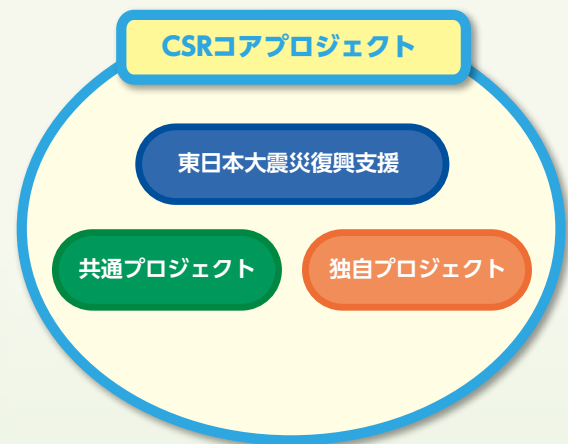 CSRコアプロジェクト
東日本大震災復興支援
共通プロジェクト
独自プロジェクト